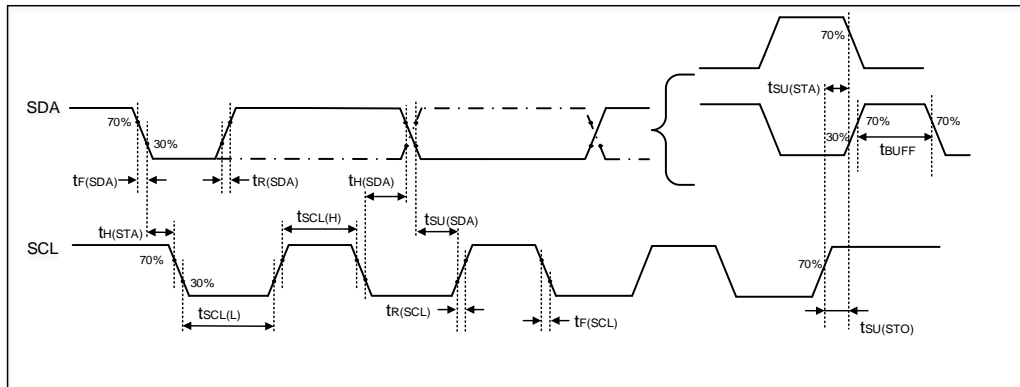 70%
tSU(STA)
SDA
70%
30%
30%
70%
70%
tBUFF
tF(SDA)
tR(SDA)
tH(SDA)
tH(STA)
tSCL(H)
tSU(SDA)
SCL
70%
30%
70%
tSCL(L)
tR(SCL)
tF(SCL)
tSU(STO)